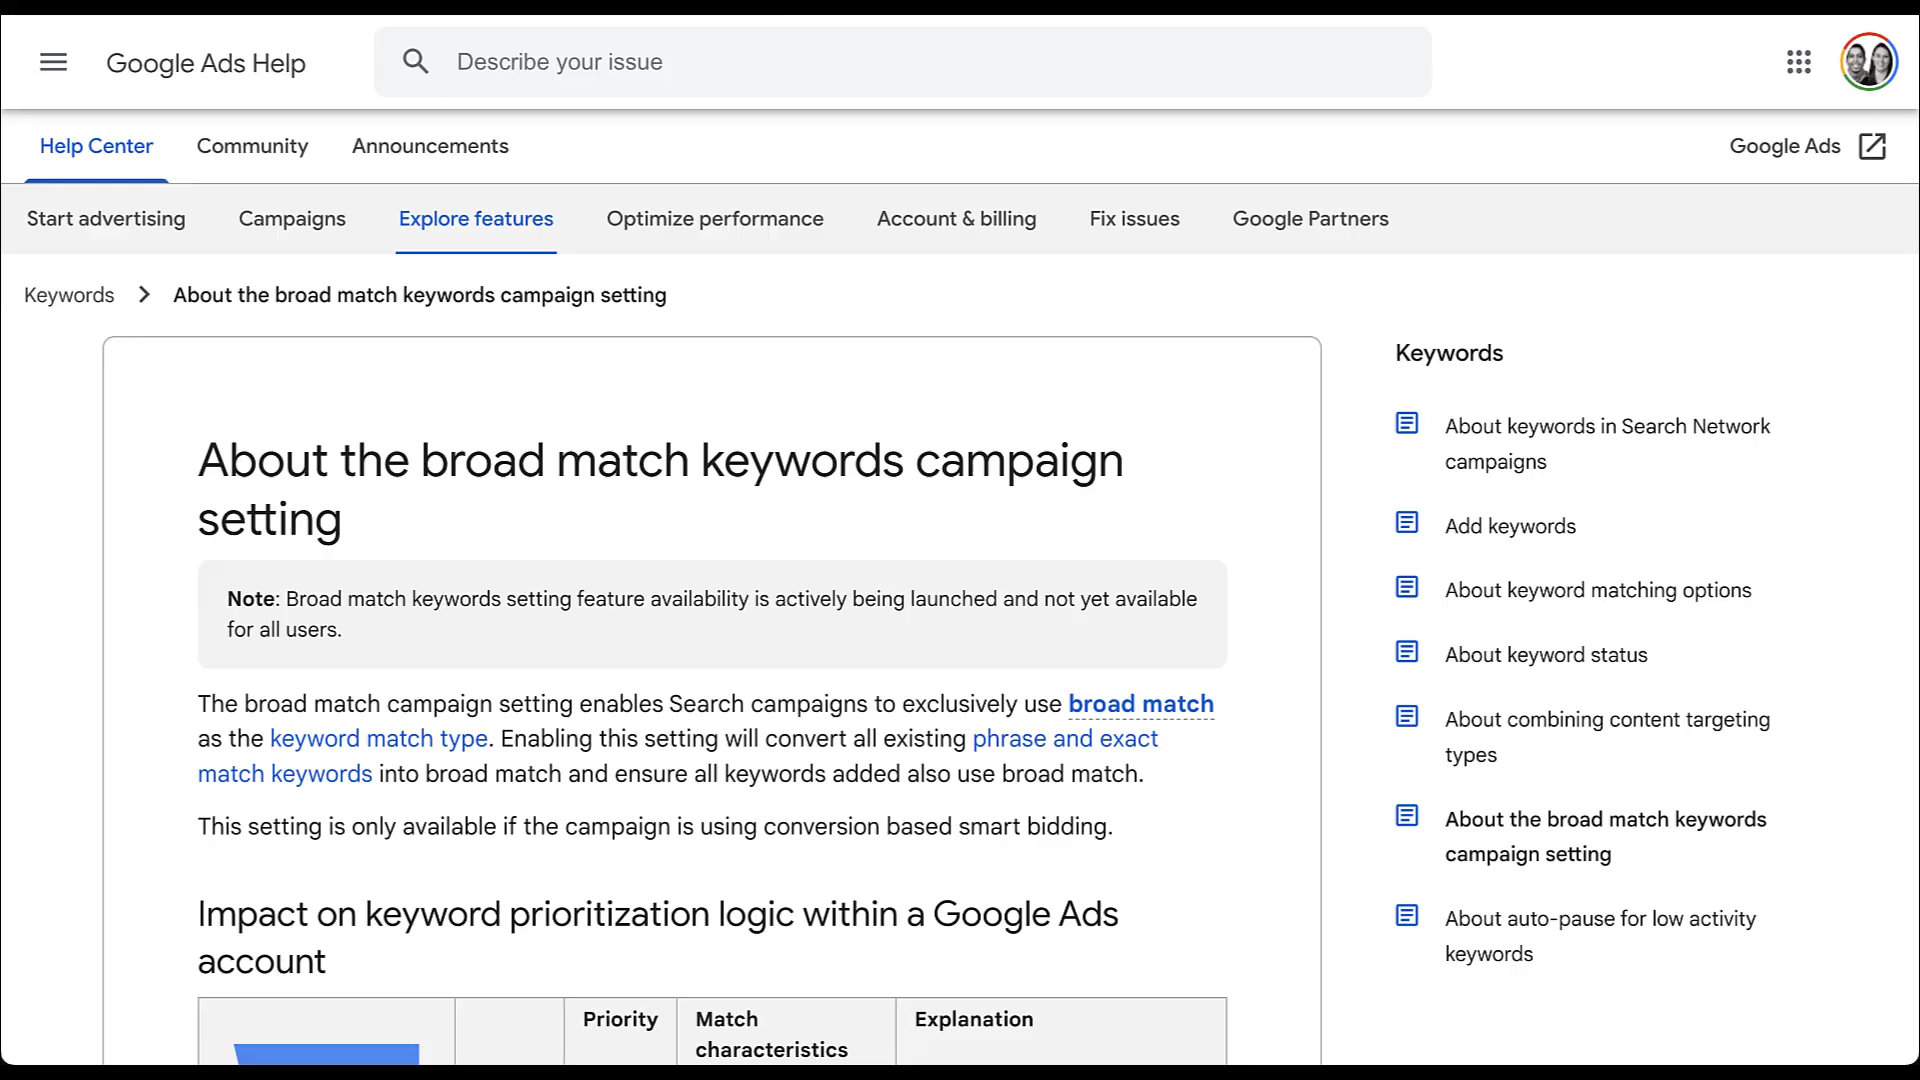 Google Ads Help
Describe your issue
Help Center
Community
Announcements
Google Ads
Start advertising
Campaigns
Explore features
Optimize performance
Account & billing
Fix issues
Google Partners
Keywords
About the broad match keywords campaign setting
About the broad match keywords campaign
setting
Note: Broad match keywords setting feature availability is actively being launched and not yet available
for all users.
The broad match campaign setting enables Search campaigns to exclusively use broad match
as the keyword match type. Enabling this setting will convert all existing phrase and exact
match keywords into broad match and ensure all keywords added also use broad match.
This setting is only available if the campaign is using conversion based smart bidding.
Impact on keyword prioritization logic within a Google Ads
account
Priority
Match
characteristics
Explanation
Keywords
About keywords in Search Network
campaigns
Add keywords
About keyword matching options
About keyword status
About combining content targeting
types
About the broad match keywords
campaign setting
About auto-pause for low activity
keywords